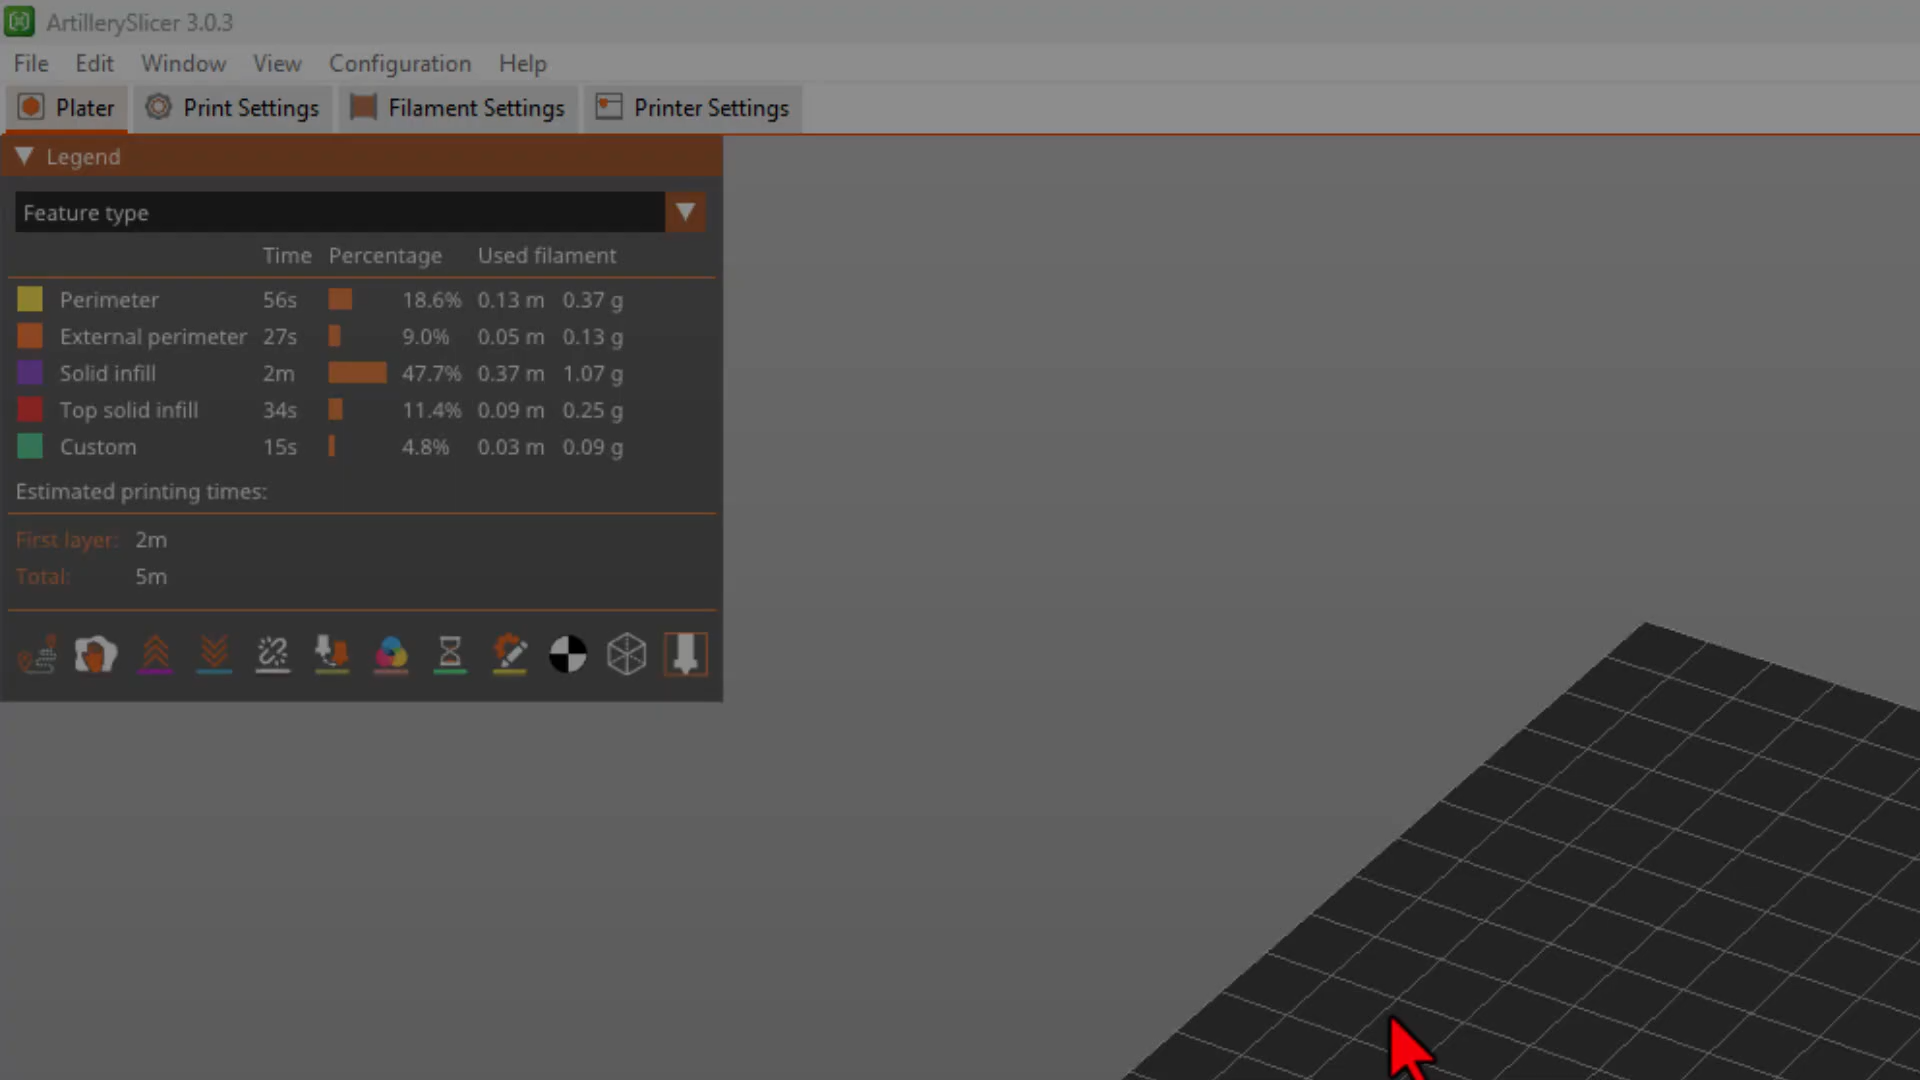 ArtillerySlicer 3.0.3
File Edit Window View Configuration Help
Plater Print Settings Filament Settings Printer Settings
Legend
Feature type
Time Percentage Used filament
Perimeter 56s 18.6% 0.13 m 0.37 g
External perimeter 27s 9.0% 0.05 m 0.13 g
Solid infill 2m 47.7% 0.37 m 1.07 g
Top solid infill 34s 11.4% 0.09 m 0.25 g
Custom 15s 4.8% 0.03 m 0.09 g
Estimated printing times:
First layer: 2m
Total: 5m